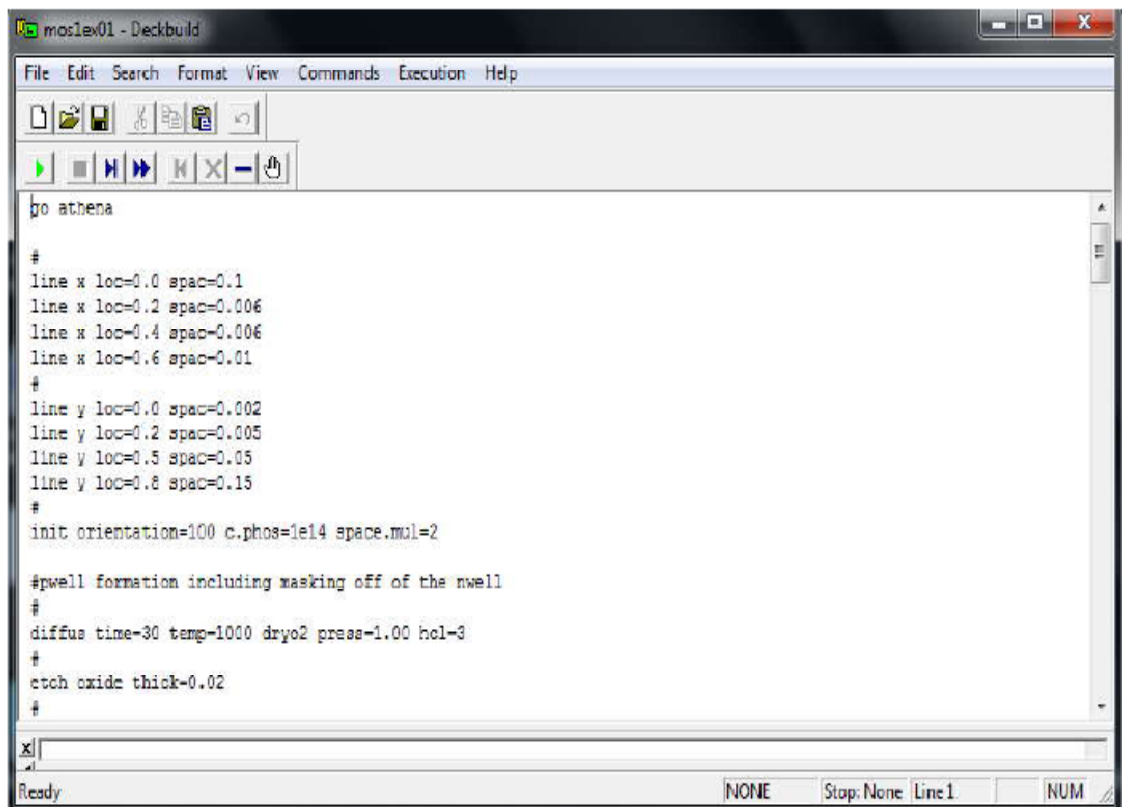 mos1ex01 - Deckbuild
File Edit Search Format View Commands Execution Help
go athena
#
line x loc=0.0 spac=0.1
line x loc=0.2 spac=0.006
line x loc=0.4 spac=0.006
line x loc=0.6 spac=0.01
#
line y loc=0.0 spac=0.002
line y loc=0.2 spac=0.005
line y loc=0.5 spac=0.05
line y loc=0.8 spac=0.15
#
init orientation=100 c.phos=1e14 space.mul=2
#pwell formation including masking off of the nwell
#
diffus time=30 temp=1000 dryo2 press=1.00 hcl=3
#
etch oxide thick=0.02
#
Ready NONE Stop: None Line 1 NUM